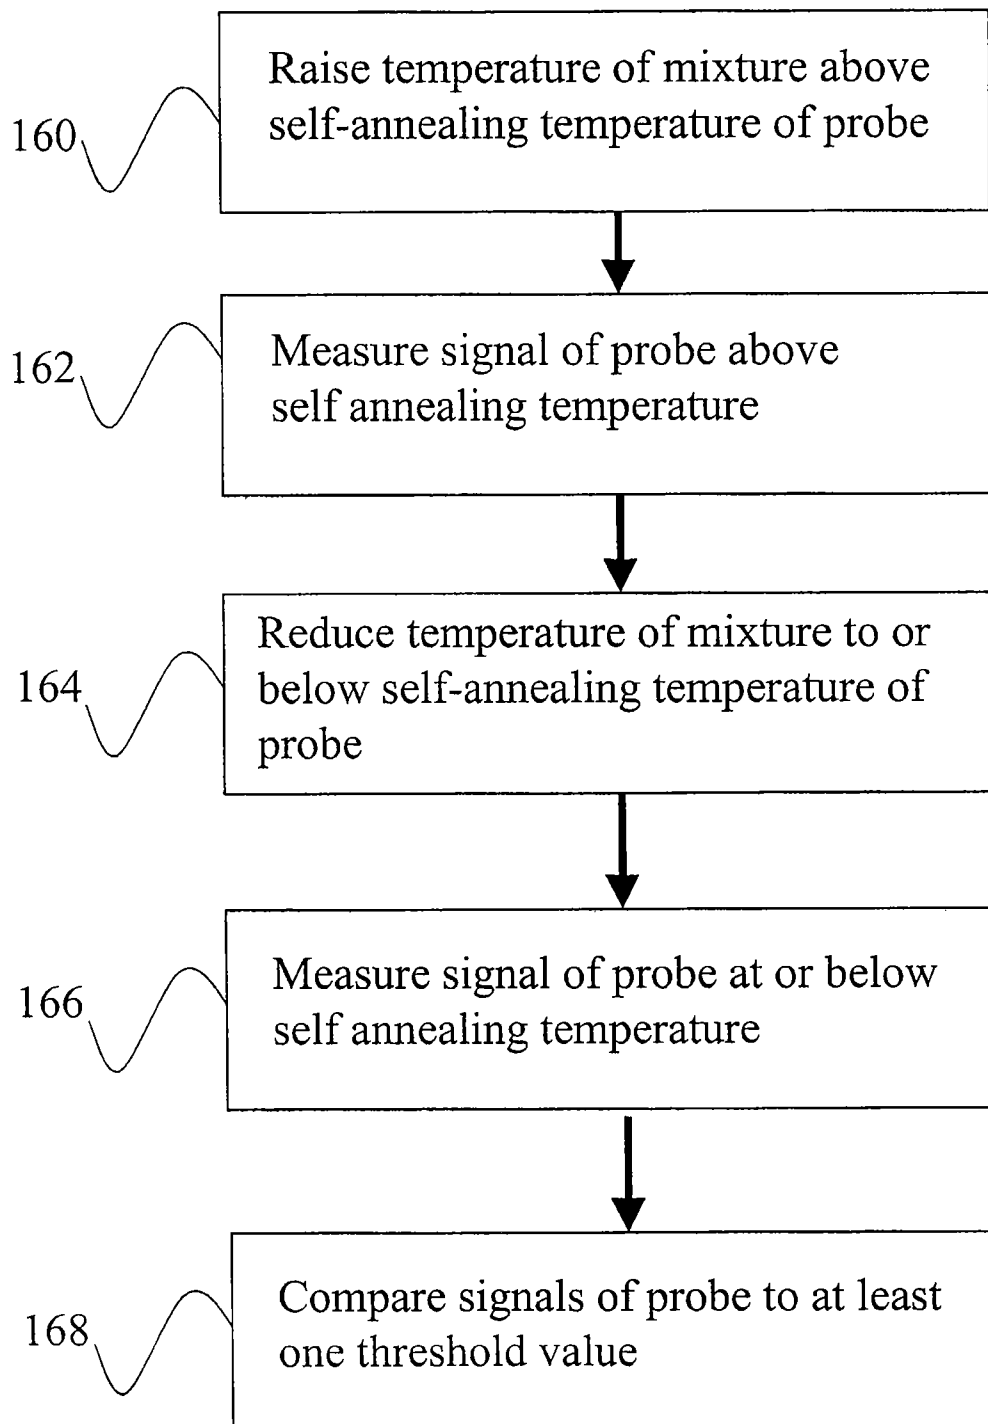 Raise temperature of mixture above
self-annealing temperature of probe
160
Measure signal of probe above
self annealing temperature
162
Reduce temperature of mixture to or
below self-annealing temperature of
probe
164
Measure signal of probe at or below
self annealing temperature
166
Compare signals of probe to at least
one threshold value
168